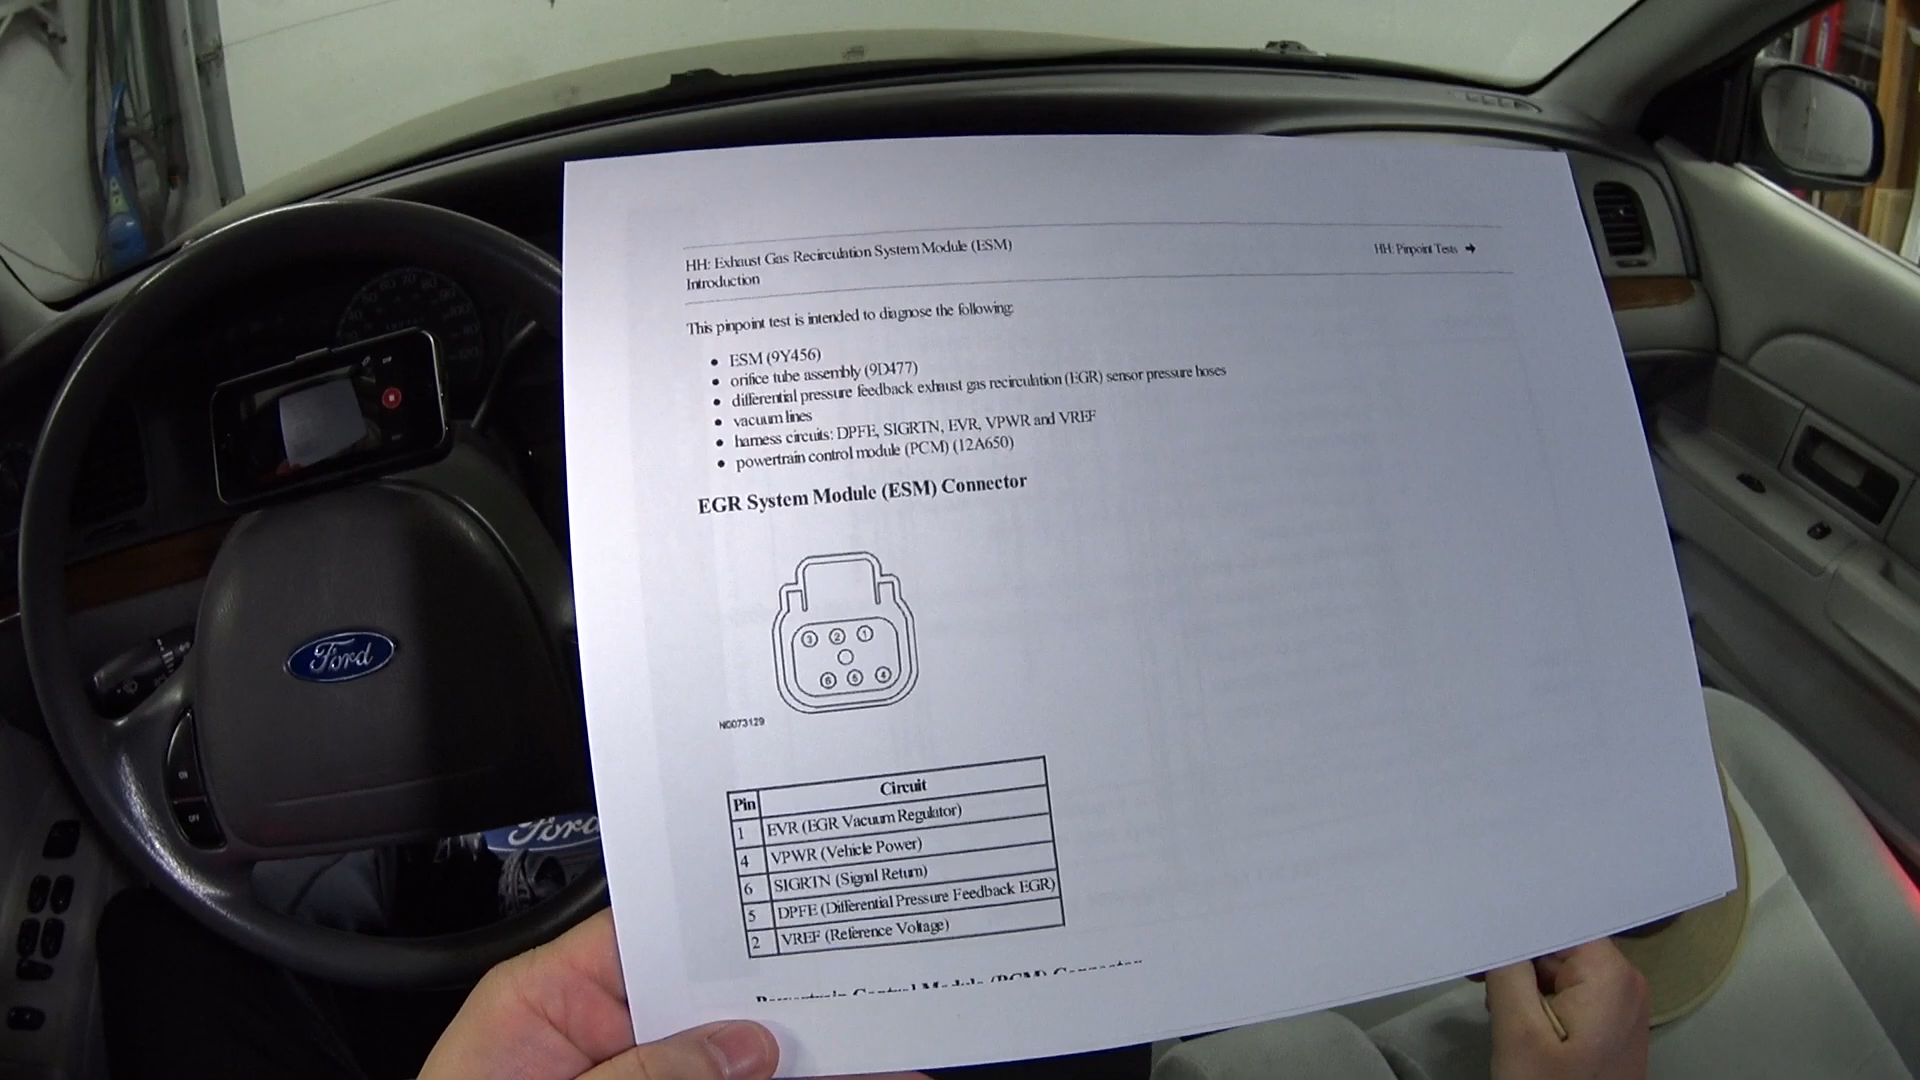 HH: Exhaust Gas Recirculation System Module (ESM)
Introduction
HH: Pinpoint Tests
This pinpoint test is intended to diagnose the following:
ESM (9Y456)
orifice tube assembly (9D477)
differential pressure feedback exhaust gas recirculation (EGR) sensor pressure hoses
vacuum lines
harness circuits: DPFE, SIGRTN, EVR, VPWR and VREF
powertrain control module (PCM) (12A650)
EGR System Module (ESM) Connector
3 2 1
6 5 4
NC073129
Pin Circuit
1 EVR (EGR Vacuum Regulator)
4 VPWR (Vehicle Power)
6 SIGRTN (Signal Return)
5 DPFE (Differential Pressure Feedback EGR)
2 VREF (Reference Voltage)
Ford
ON
OFF
Ford